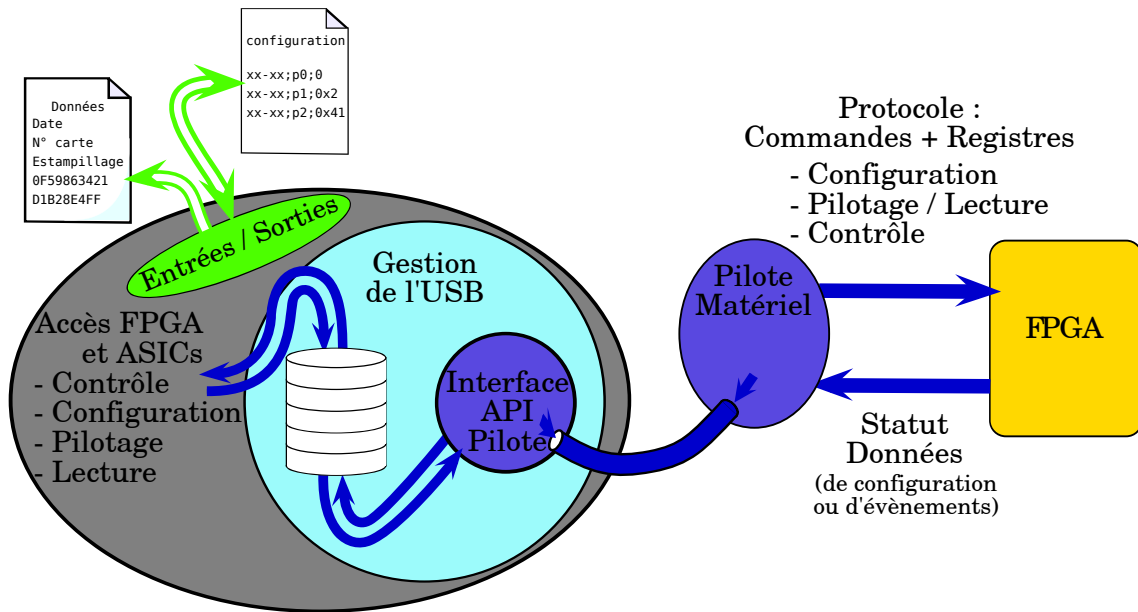 configuration
xx-xx;p0;0
xx-xx;p1;0x2
xx-xx;p2;0x41
Données
Date
N° carte
Estampillage
0F59863421
D1B28E4FF
Entrées / Sorties
Gestion
de l'USB
Accès FPGA
et ASICs
- Contrôle
- Configuration
- Pilotage
- Lecture
Interface
API
Pilote
Pilote
Matériel
Protocole :
Commandes + Registres
- Configuration
- Pilotage / Lecture
- Contrôle
FPGA
Statut
Données
(de configuration
ou d'évènements)